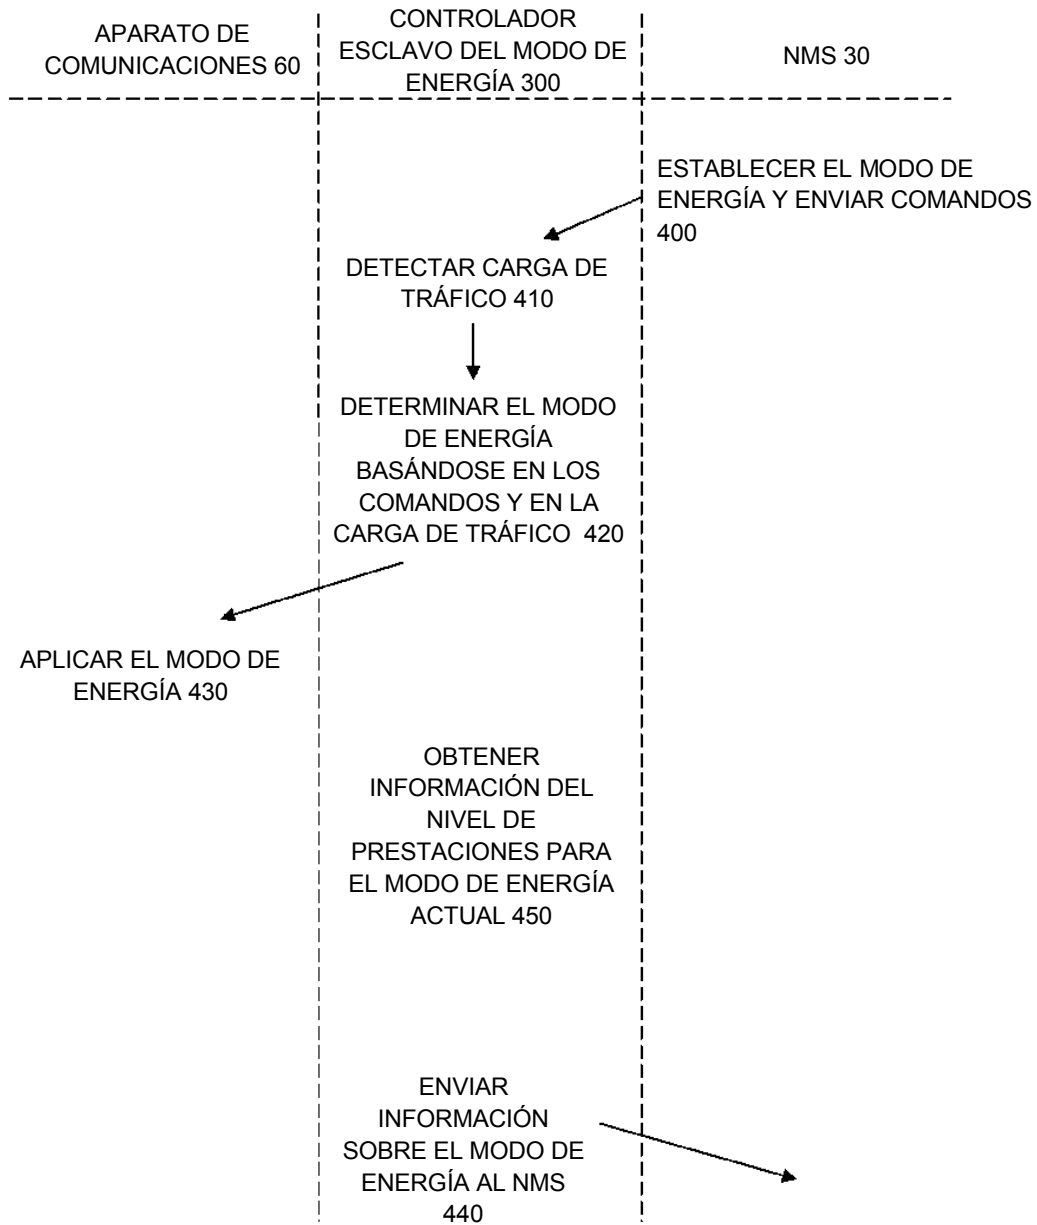 APARATO DE
COMUNICACIONES 60
CONTROLADOR
ESCLAVO DEL MODO DE
ENERGÍA 300
NMS 30
ESTABLECER EL MODO DE
ENERGÍA Y ENVIAR COMANDOS
400
DETECTAR CARGA DE
TRÁFICO 410
DETERMINAR EL MODO
DE ENERGÍA
BASÁNDOSE EN LOS
COMANDOS Y EN LA
CARGA DE TRÁFICO 420
APLICAR EL MODO DE
ENERGÍA 430
OBTENER
INFORMACIÓN DEL
NIVEL DE
PRESTACIONES PARA
EL MODO DE ENERGÍA
ACTUAL 450
ENVIAR
INFORMACIÓN
SOBRE EL MODO DE
ENERGÍA AL NMS
440